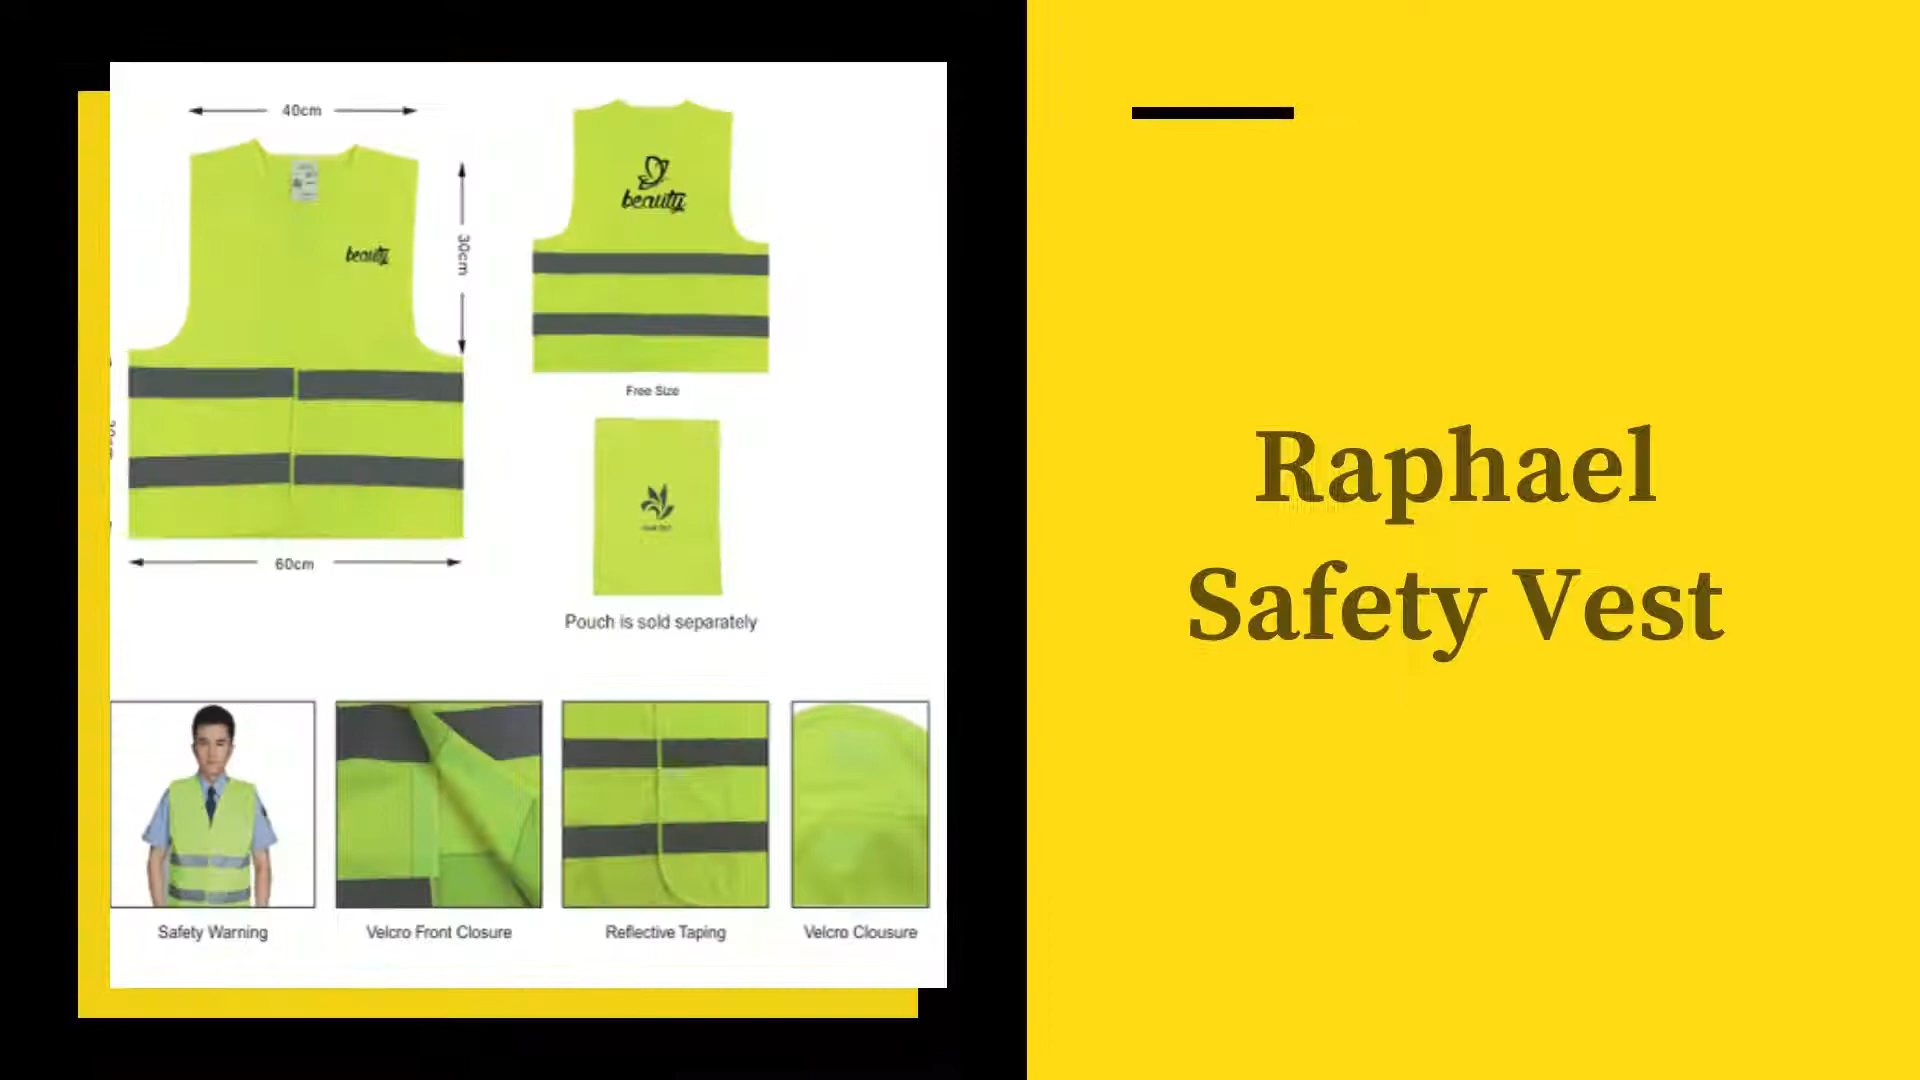 40cm
30cm
beauty
beauty
60cm
Free Size
Pouch is sold separately
Safety Warning
Velcro Front Closure
Reflective Taping
Velcro Clousure
Raphael
Safety Vest